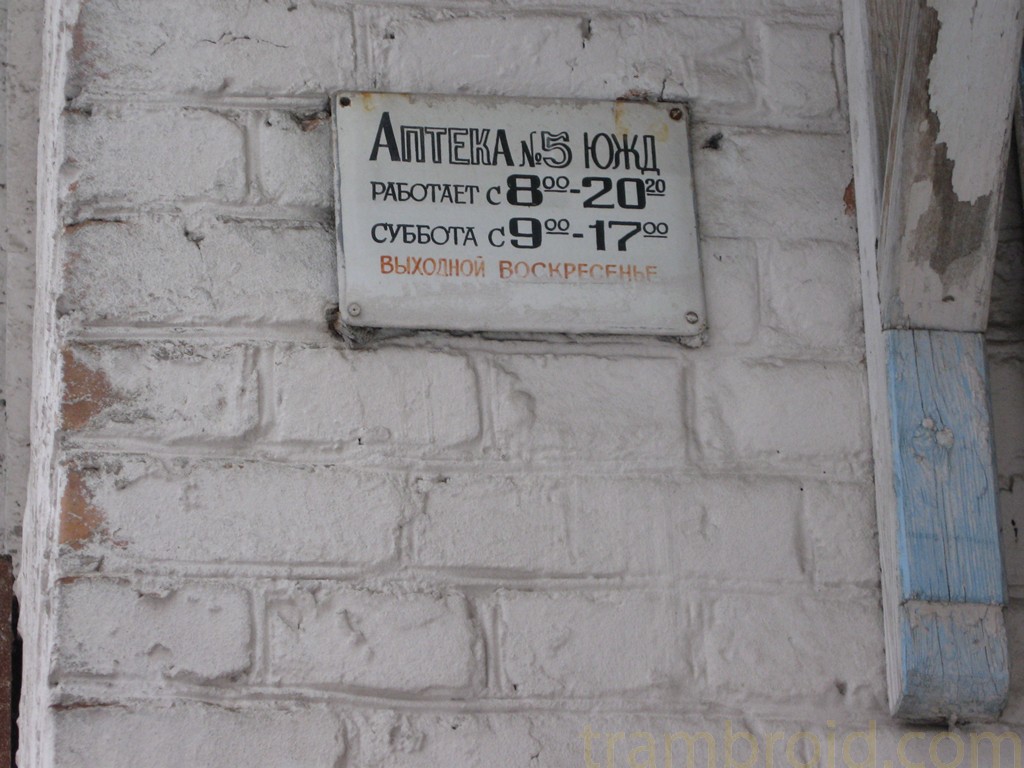 АПТЕКА №5 ЮЖД
РАБОТАЕТ С 8⁰⁰-20²⁰
СУББОТА С 9⁰⁰-17⁰⁰
ВЫХОДНОЙ ВОСКРЕСЕНЬЕ
trambroid.com